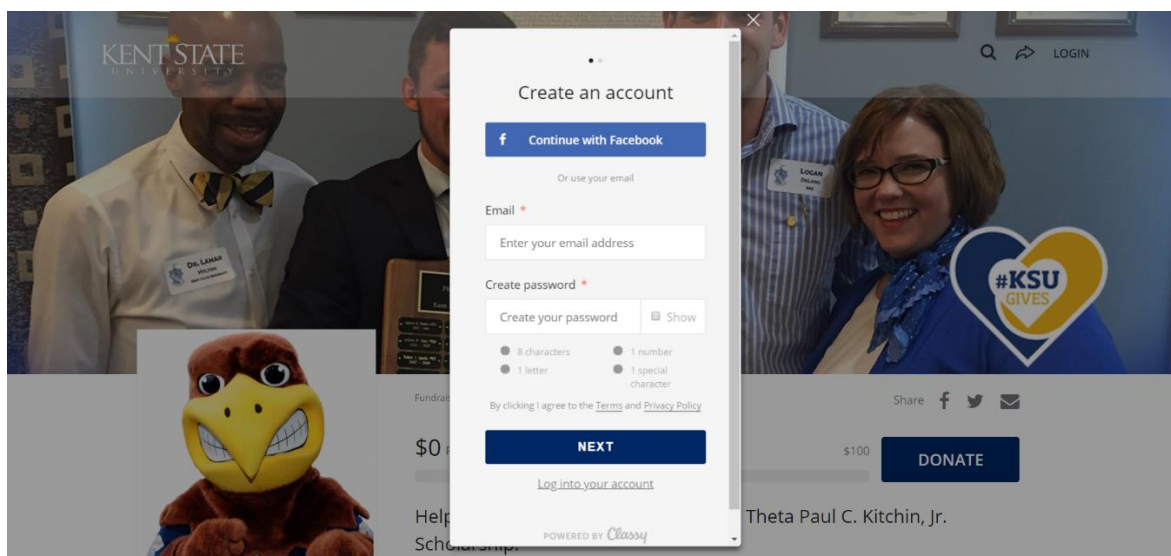 KENT STATE
UNIVERSITY
LOGIN
Create an account
f Continue with Facebook
Or use your email
Email *
Enter your email address
Create password *
Create your password
Show
8 characters
1 number
1 letter
1 special
character
By clicking I agree to the Terms and Privacy Policy
NEXT
Log into your account
POWERED BY Classy
DR. LAMAR
HYLTON
LOGAN
DELONG
#KSU
GIVES
Share
$0
$100
DONATE
Help
Theta Paul C. Kitchin, Jr.
Scholarship.